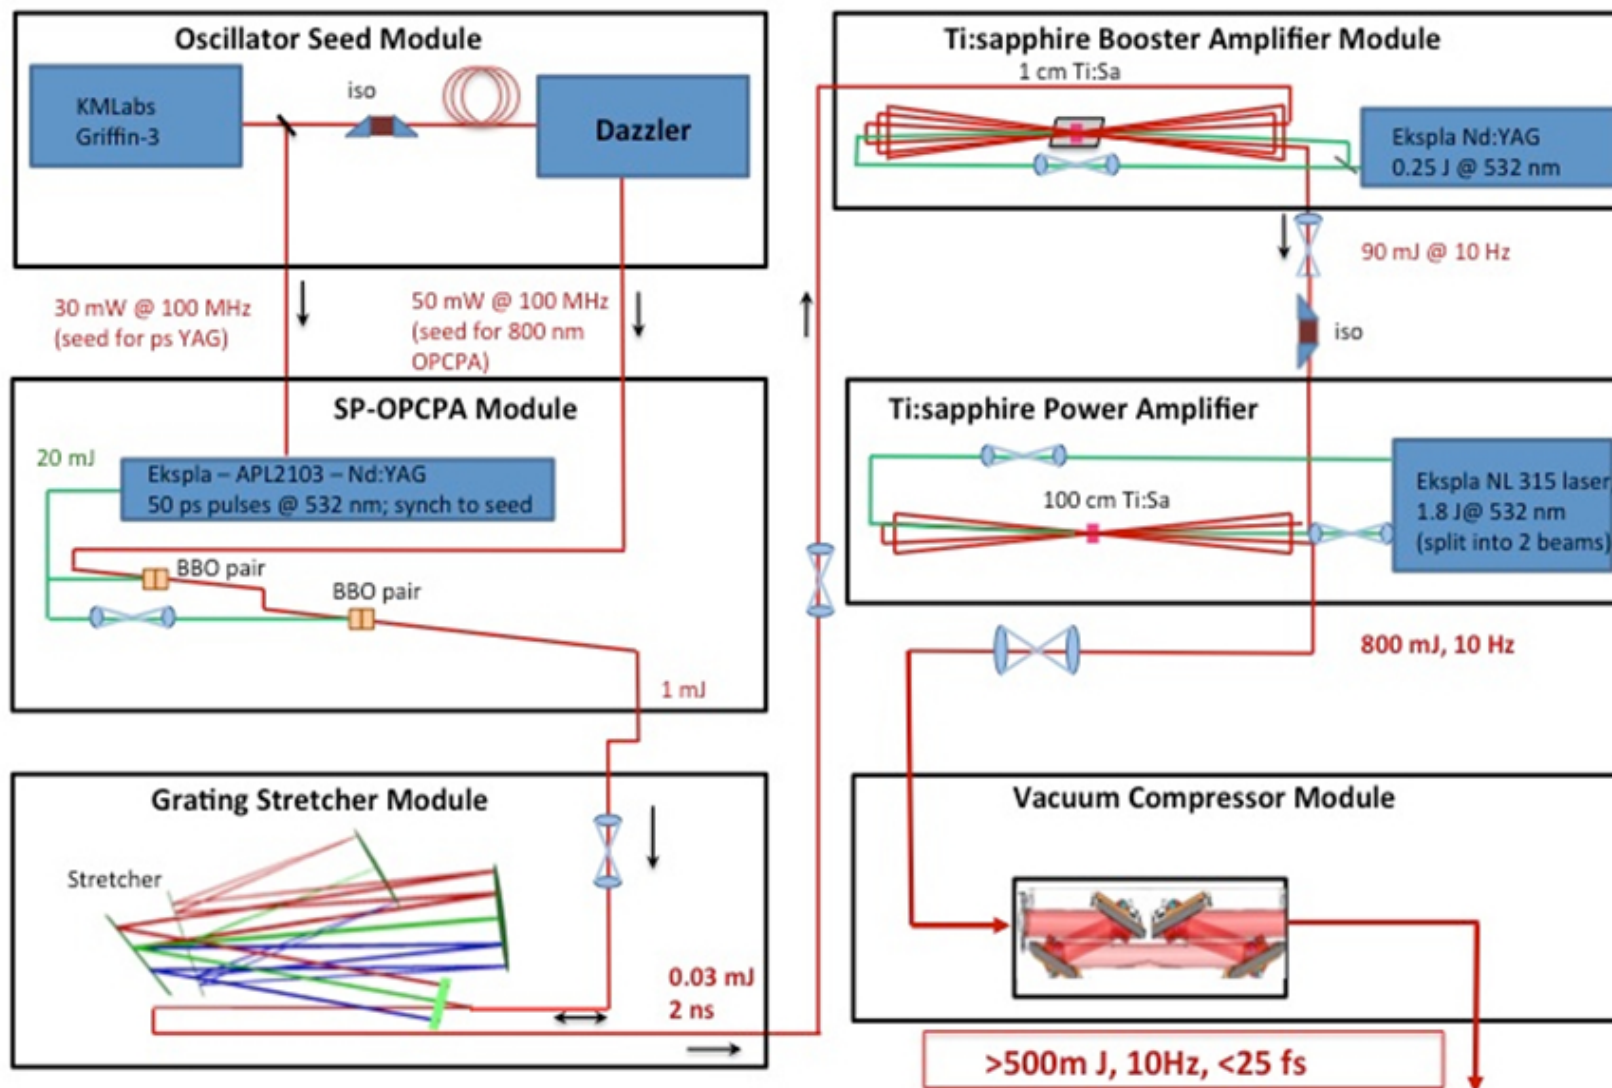 Oscillator Seed Module
KMLabs
Griffin-3
iso
Dazzler
30 mW @ 100 MHz
(seed for ps YAG)
50 mW @ 100 MHz
(seed for 800 nm
OPCPA)
SP-OPCPA Module
20 mJ
Ekspla – APL2103 – Nd:YAG
50 ps pulses @ 532 nm; synch to seed
BBO pair
BBO pair
1 mJ
Grating Stretcher Module
Stretcher
0.03 mJ
2 ns
Ti:sapphire Booster Amplifier Module
1 cm Ti:Sa
Ekspla Nd:YAG
0.25 J @ 532 nm
90 mJ @ 10 Hz
iso
Ti:sapphire Power Amplifier
100 cm Ti:Sa
Ekspla NL 315 laser,
1.8 J@ 532 nm
(split into 2 beams)
800 mJ, 10 Hz
Vacuum Compressor Module
>500m J, 10Hz, <25 fs